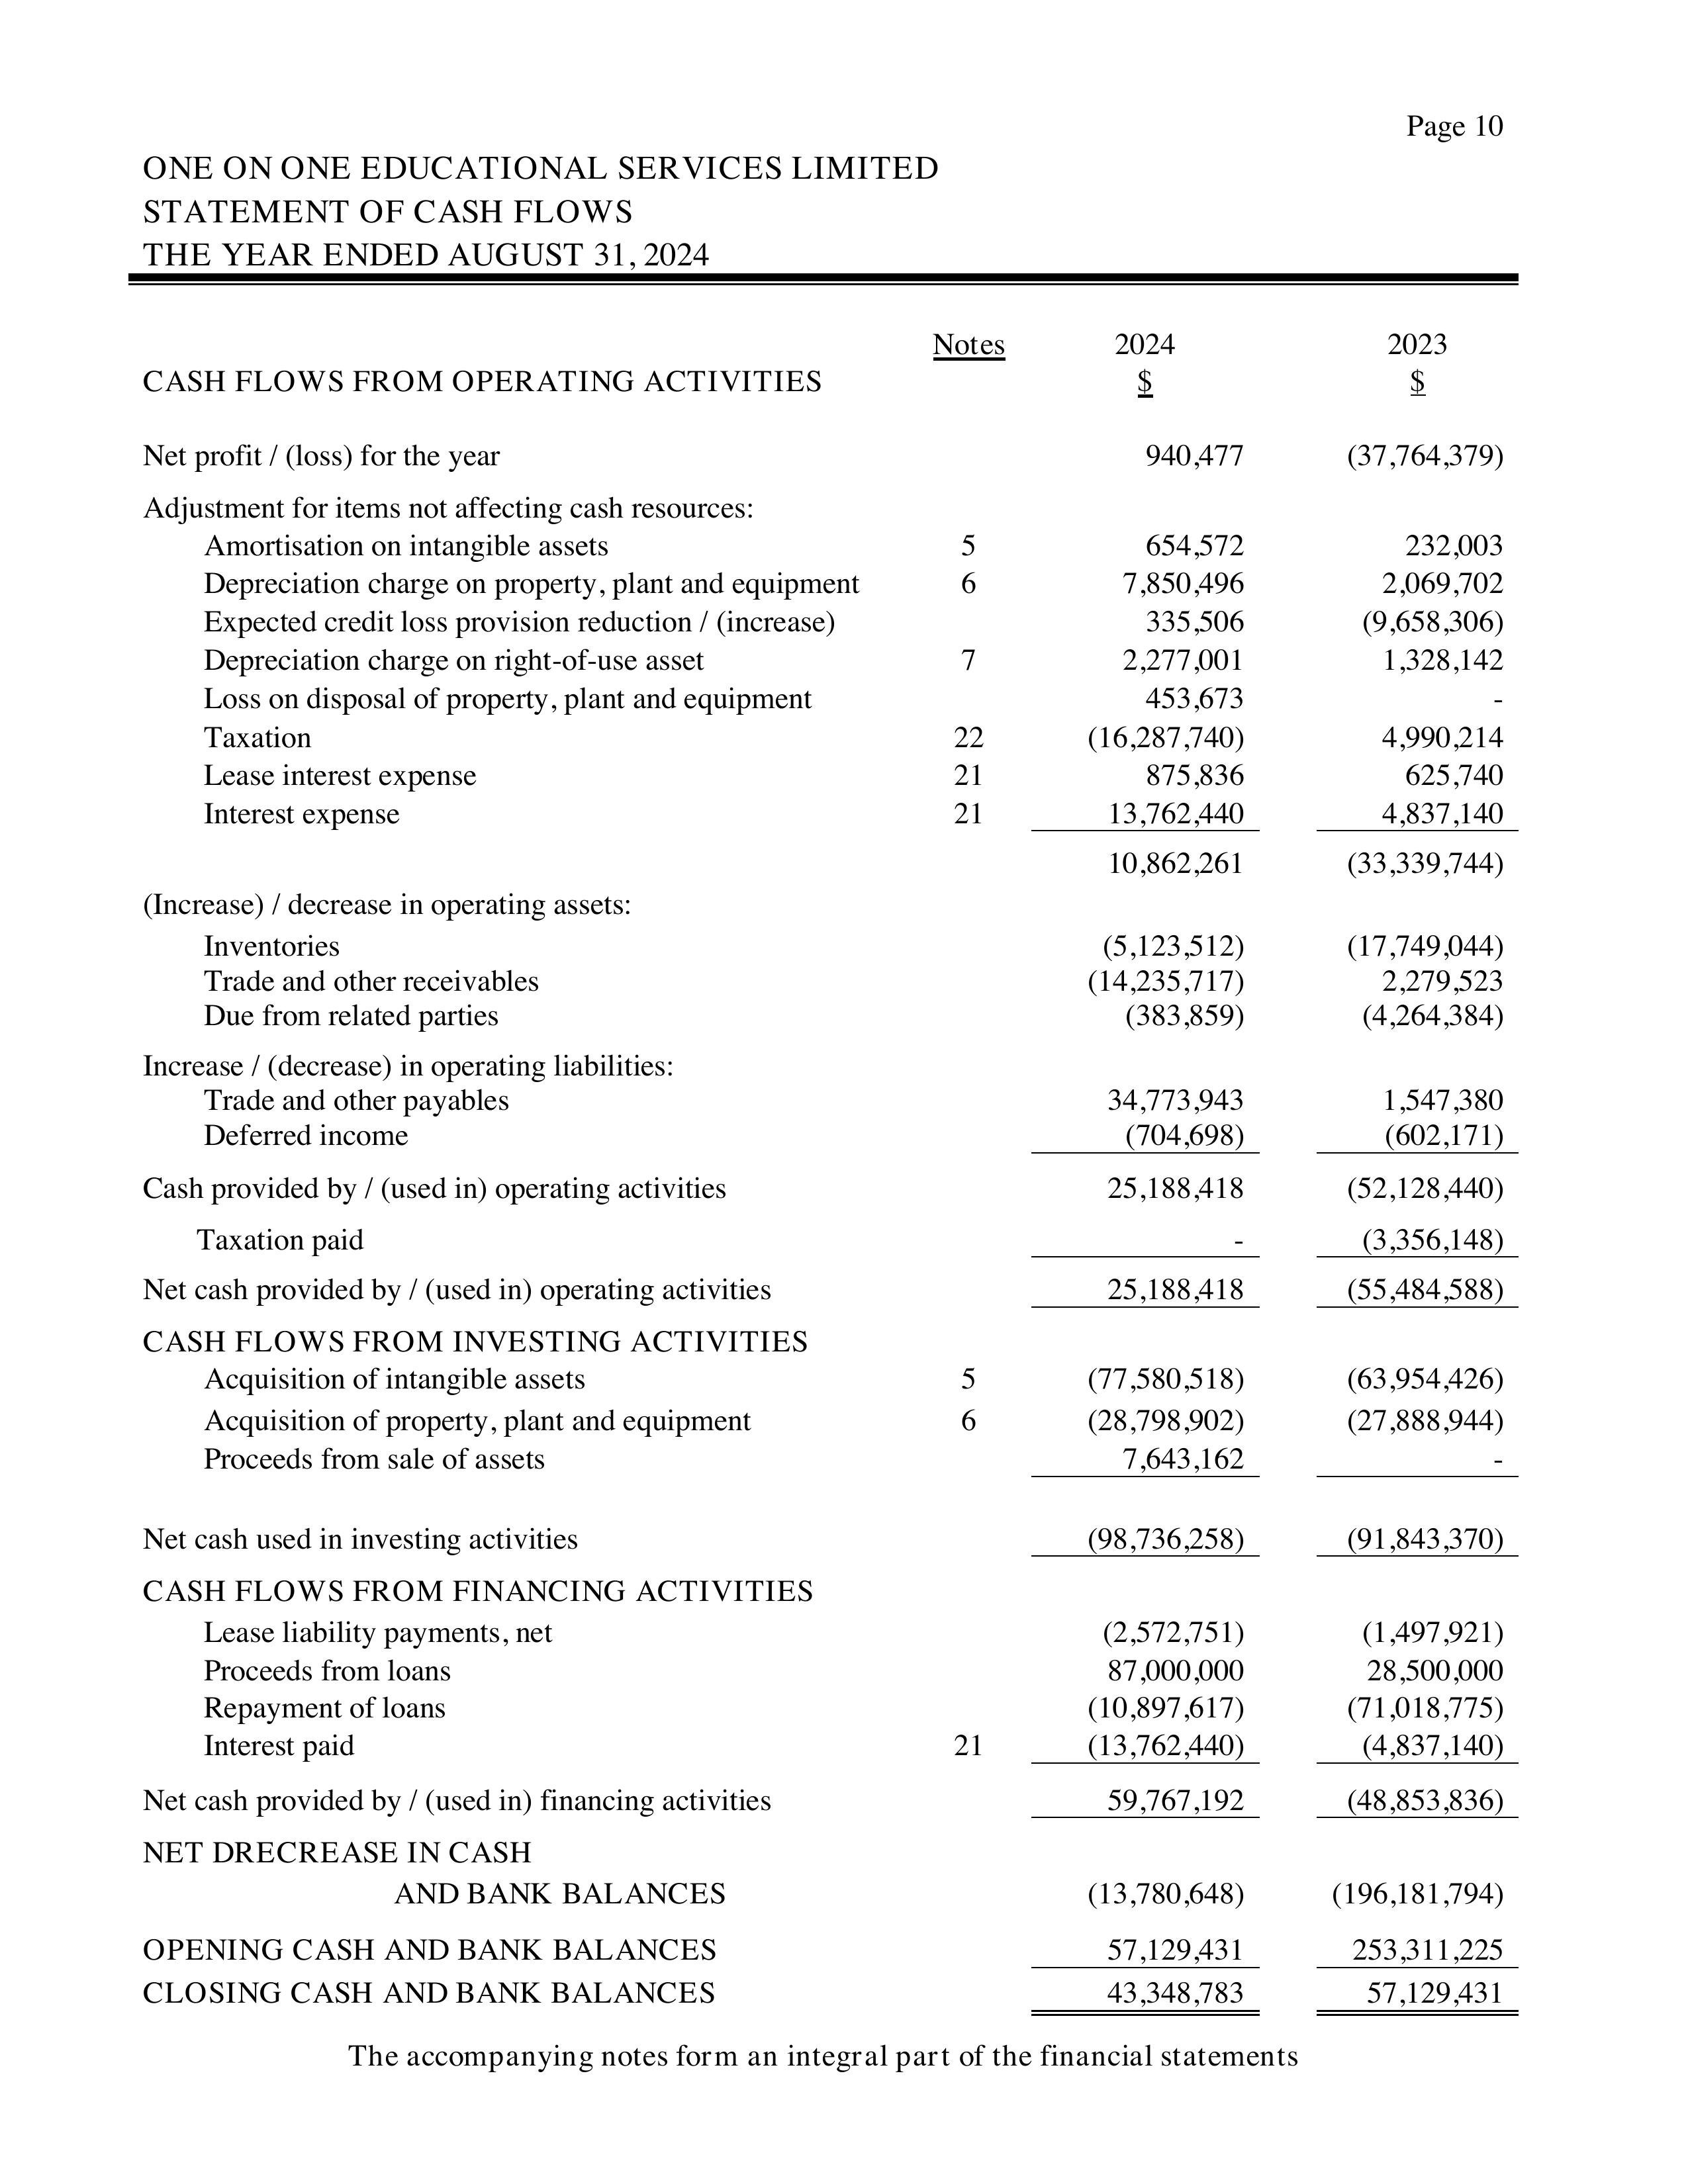 Page 10
ONE ON ONE EDUCATIONAL SERVICES LIMITED
STATEMENT OF CASH FLOWS
THE YEAR ENDED AUGUST 31, 2024
Notes 2024 2023
CASH FLOWS FROM OPERATING ACTIVITIES $ $
Net profit / (loss) for the year 940,477 (37,764,379)
Adjustment for items not affecting cash resources:
Amortisation on intangible assets 5 654,572 232,003
Depreciation charge on property, plant and equipment 6 7,850,496 2,069,702
Expected credit loss provision reduction / (increase) 335,506 (9,658,306)
Depreciation charge on right-of-use asset 7 2,277,001 1,328,142
Loss on disposal of property, plant and equipment 453,673 -
Taxation 22 (16,287,740) 4,990,214
Lease interest expense 21 875,836 625,740
Interest expense 21 13,762,440 4,837,140
10,862,261 (33,339,744)
(Increase) / decrease in operating assets:
Inventories (5,123,512) (17,749,044)
Trade and other receivables (14,235,717) 2,279,523
Due from related parties (383,859) (4,264,384)
Increase / (decrease) in operating liabilities:
Trade and other payables 34,773,943 1,547,380
Deferred income (704,698) (602,171)
Cash provided by / (used in) operating activities 25,188,418 (52,128,440)
Taxation paid - (3,356,148)
Net cash provided by / (used in) operating activities 25,188,418 (55,484,588)
CASH FLOWS FROM INVESTING ACTIVITIES
Acquisition of intangible assets 5 (77,580,518) (63,954,426)
Acquisition of property, plant and equipment 6 (28,798,902) (27,888,944)
Proceeds from sale of assets 7,643,162 -
Net cash used in investing activities (98,736,258) (91,843,370)
CASH FLOWS FROM FINANCING ACTIVITIES
Lease liability payments, net (2,572,751) (1,497,921)
Proceeds from loans 87,000,000 28,500,000
Repayment of loans (10,897,617) (71,018,775)
Interest paid 21 (13,762,440) (4,837,140)
Net cash provided by / (used in) financing activities 59,767,192 (48,853,836)
NET DRECREASE IN CASH
AND BANK BALANCES (13,780,648) (196,181,794)
OPENING CASH AND BANK BALANCES 57,129,431 253,311,225
CLOSING CASH AND BANK BALANCES 43,348,783 57,129,431
The accompanying notes form an integral part of the financial statements